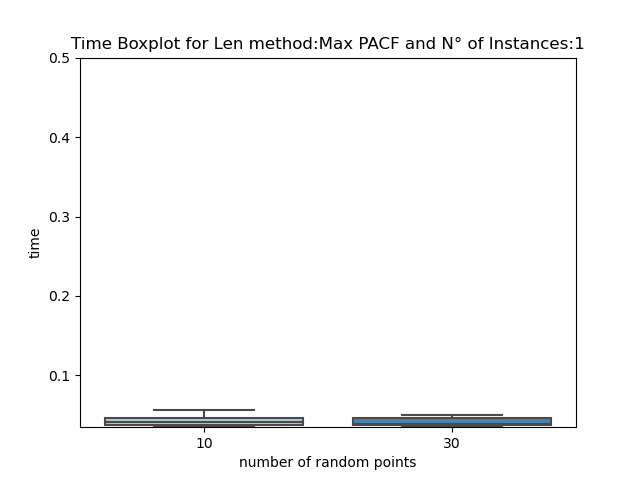 Time Boxplot for Len method:Max PACF and N° of Instances:1
0.5
0.4
0.3
0.2
0.1
time
10 30
number of random points